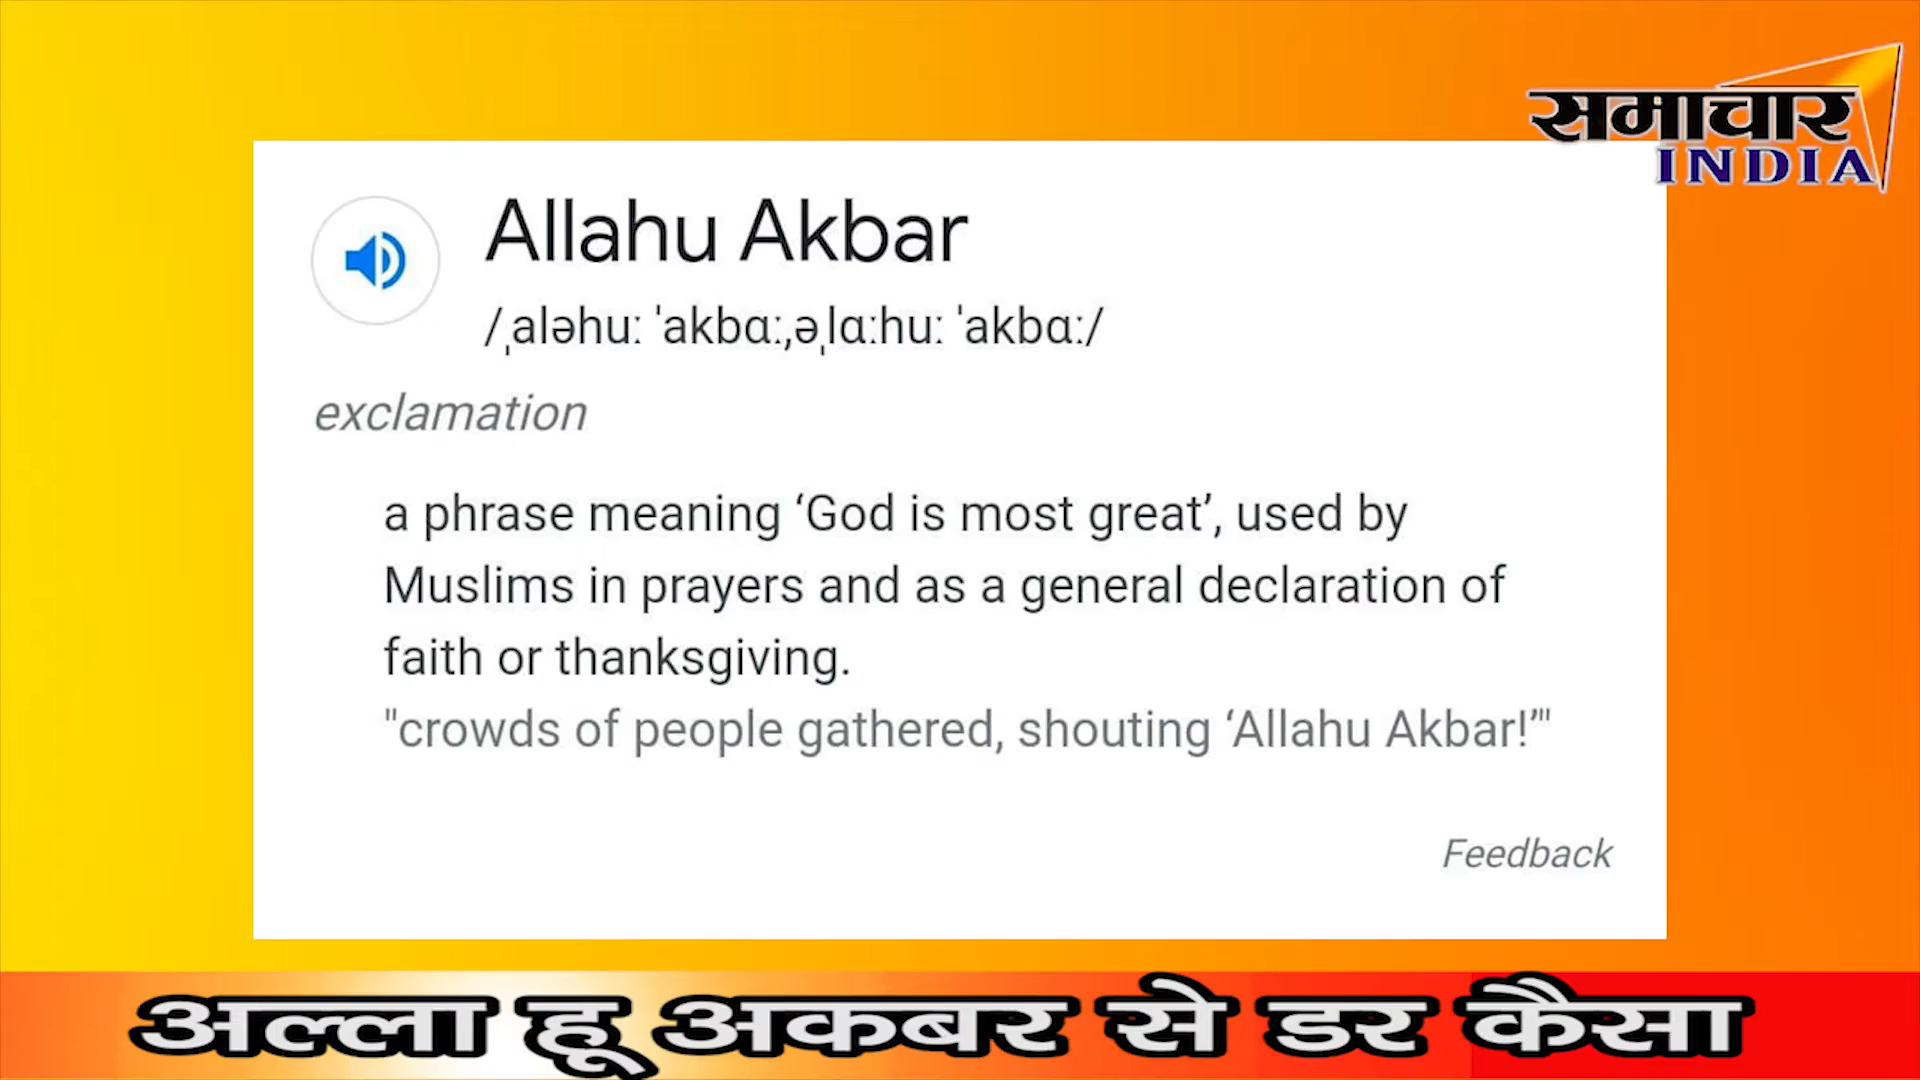 समाचार
INDIA
Allahu Akbar
/ˌaləhuː ˈakbɑː,əˌlɑːhuː ˈakbɑː/
exclamation
a phrase meaning ‘God is most great’, used by
Muslims in prayers and as a general declaration of
faith or thanksgiving.
"crowds of people gathered, shouting ‘Allahu Akbar!’"
Feedback
अल्ला हू अकबर से डर कैसा